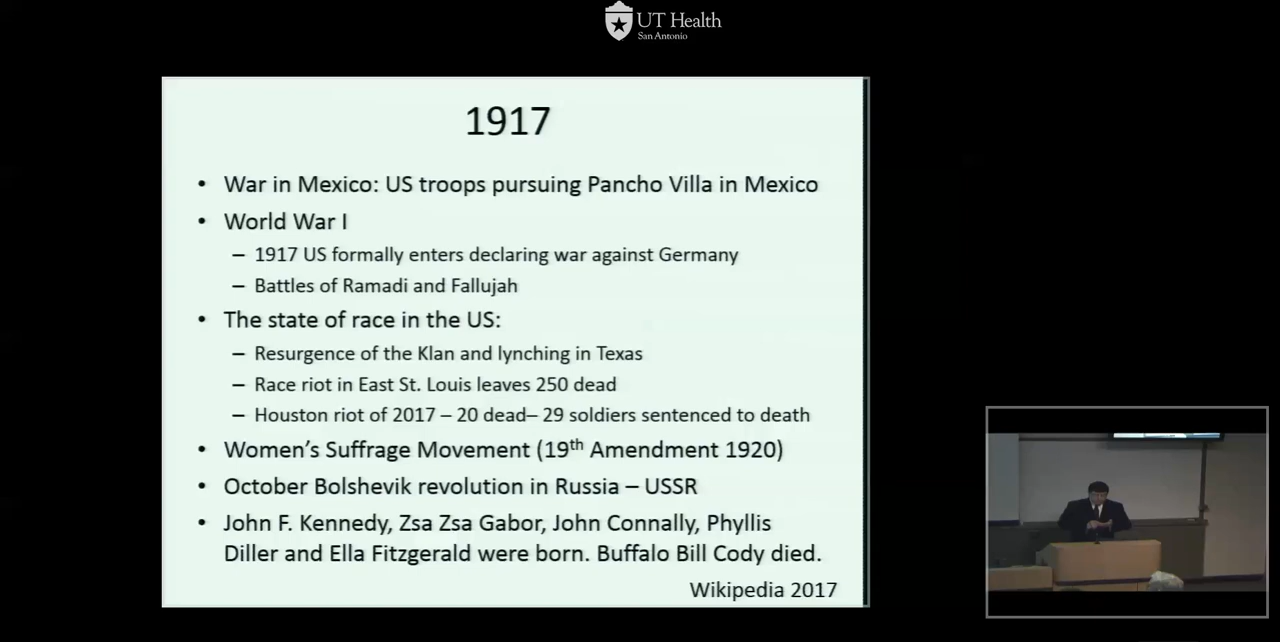 UT Health
San Antonio
1917
• War in Mexico: US troops pursuing Pancho Villa in Mexico
• World War I
– 1917 US formally enters declaring war against Germany
– Battles of Ramadi and Fallujah
• The state of race in the US:
– Resurgence of the Klan and lynching in Texas
– Race riot in East St. Louis leaves 250 dead
– Houston riot of 2017 – 20 dead– 29 soldiers sentenced to death
• Women’s Suffrage Movement (19th Amendment 1920)
• October Bolshevik revolution in Russia – USSR
• John F. Kennedy, Zsa Zsa Gabor, John Connally, Phyllis
Diller and Ella Fitzgerald were born. Buffalo Bill Cody died.
Wikipedia 2017